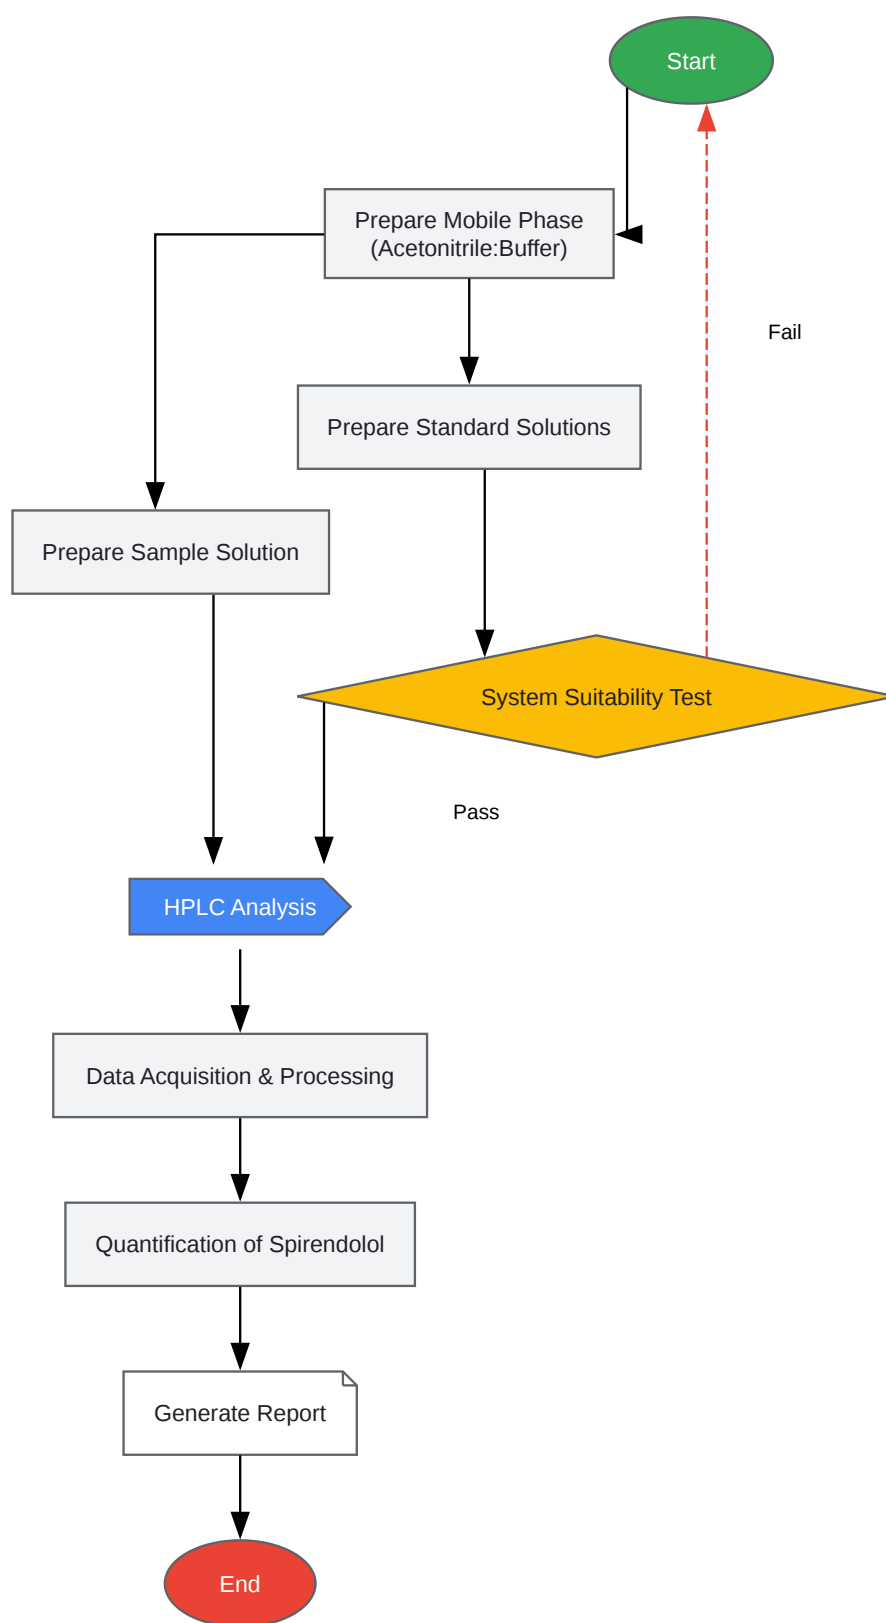 Start
Prepare Mobile Phase
(Acetonitrile:Buffer)
Fail
Prepare Standard Solutions
Prepare Sample Solution
System Suitability Test
Pass
HPLC Analysis
Data Acquisition & Processing
Quantification of Spirendolol
Generate Report
End